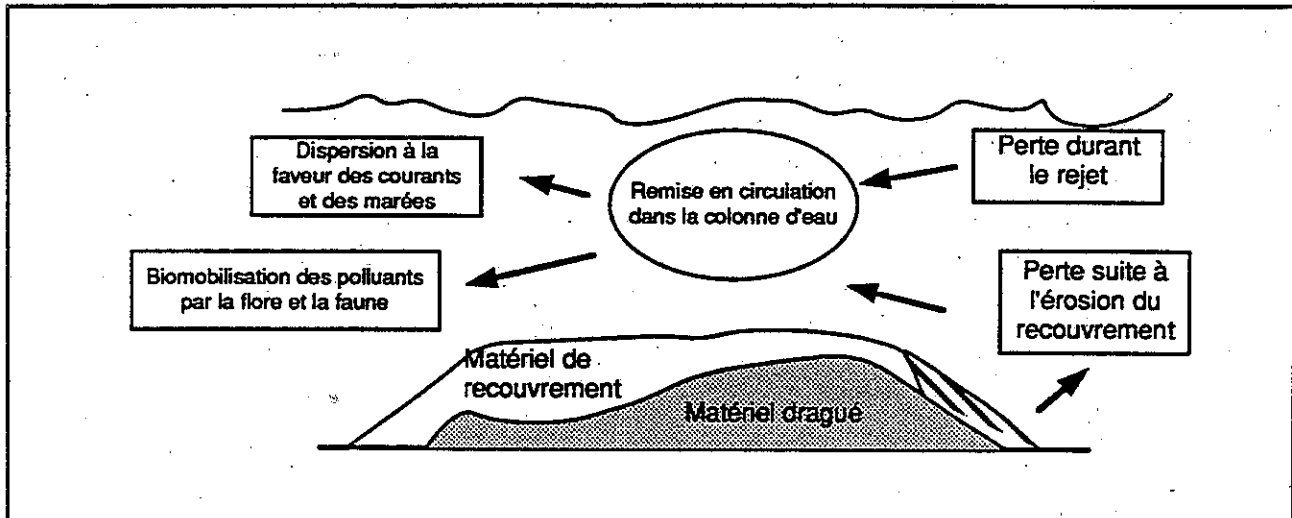 Dispersion à la
faveur des courants
et des marées
Remise en circulation
dans la colonne d'eau
Perte durant
le rejet
Biomobilisation des polluants
par la flore et la faune
Perte suite à
l'érosion du
recouvrement
Matériel de
recouvrement
Matériel dragué